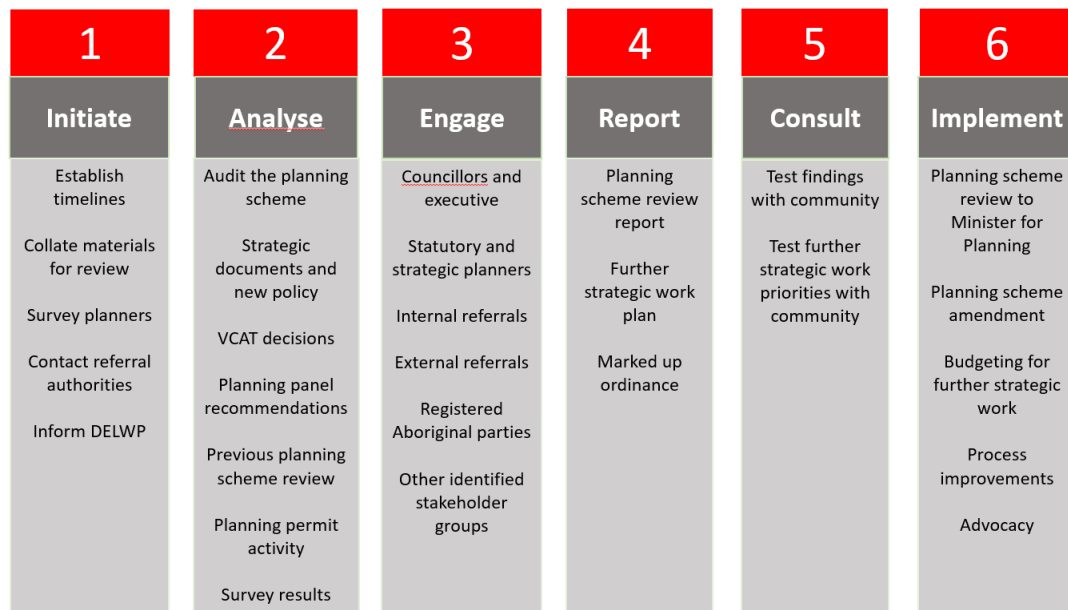 1
Initiate
Establish
timelines
Collate materials
for review
Survey planners
Contact referral
authorities
Inform DELWP
2
Analyse
Audit the planning
scheme
Strategic
documents and
new policy
VCAT decisions
Planning panel
recommendations
Previous planning
scheme review
Planning permit
activity
Survey results
3
Engage
Councillors and
executive
Statutory and
strategic planners
Internal referrals
External referrals
Registered
Aboriginal parties
Other identified
stakeholder
groups
4
Report
Planning
scheme review
report
Further
strategic work
plan
Marked up
ordinance
5
Consult
Test findings
with community
Test further
strategic work
priorities with
community
6
Implement
Planning scheme
review to
Minister for
Planning
Planning scheme
amendment
Budgeting for
further strategic
work
Process
improvements
Advocacy